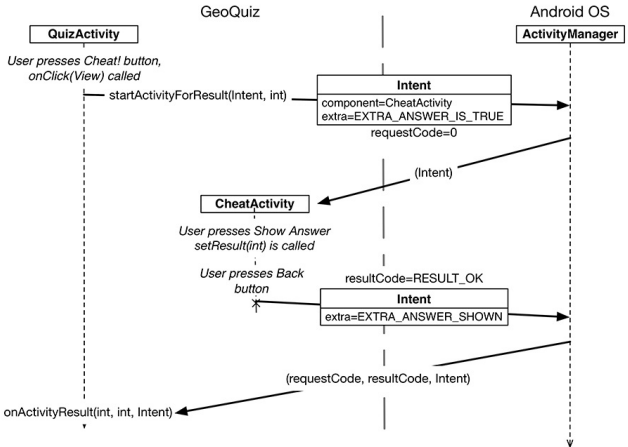 GeoQuiz
Android OS
QuizActivity
ActivityManager
User presses Cheat! button,
onClick(View) called
startActivityForResult(Intent, int)
Intent
component=CheatActivity
extra=EXTRA_ANSWER_IS_TRUE
requestCode=0
(Intent)
CheatActivity
User presses Show Answer
setResult(int) is called
User presses Back
button
resultCode=RESULT_OK
Intent
extra=EXTRA_ANSWER_SHOWN
(requestCode, resultCode, Intent)
onActivityResult(int, int, Intent)